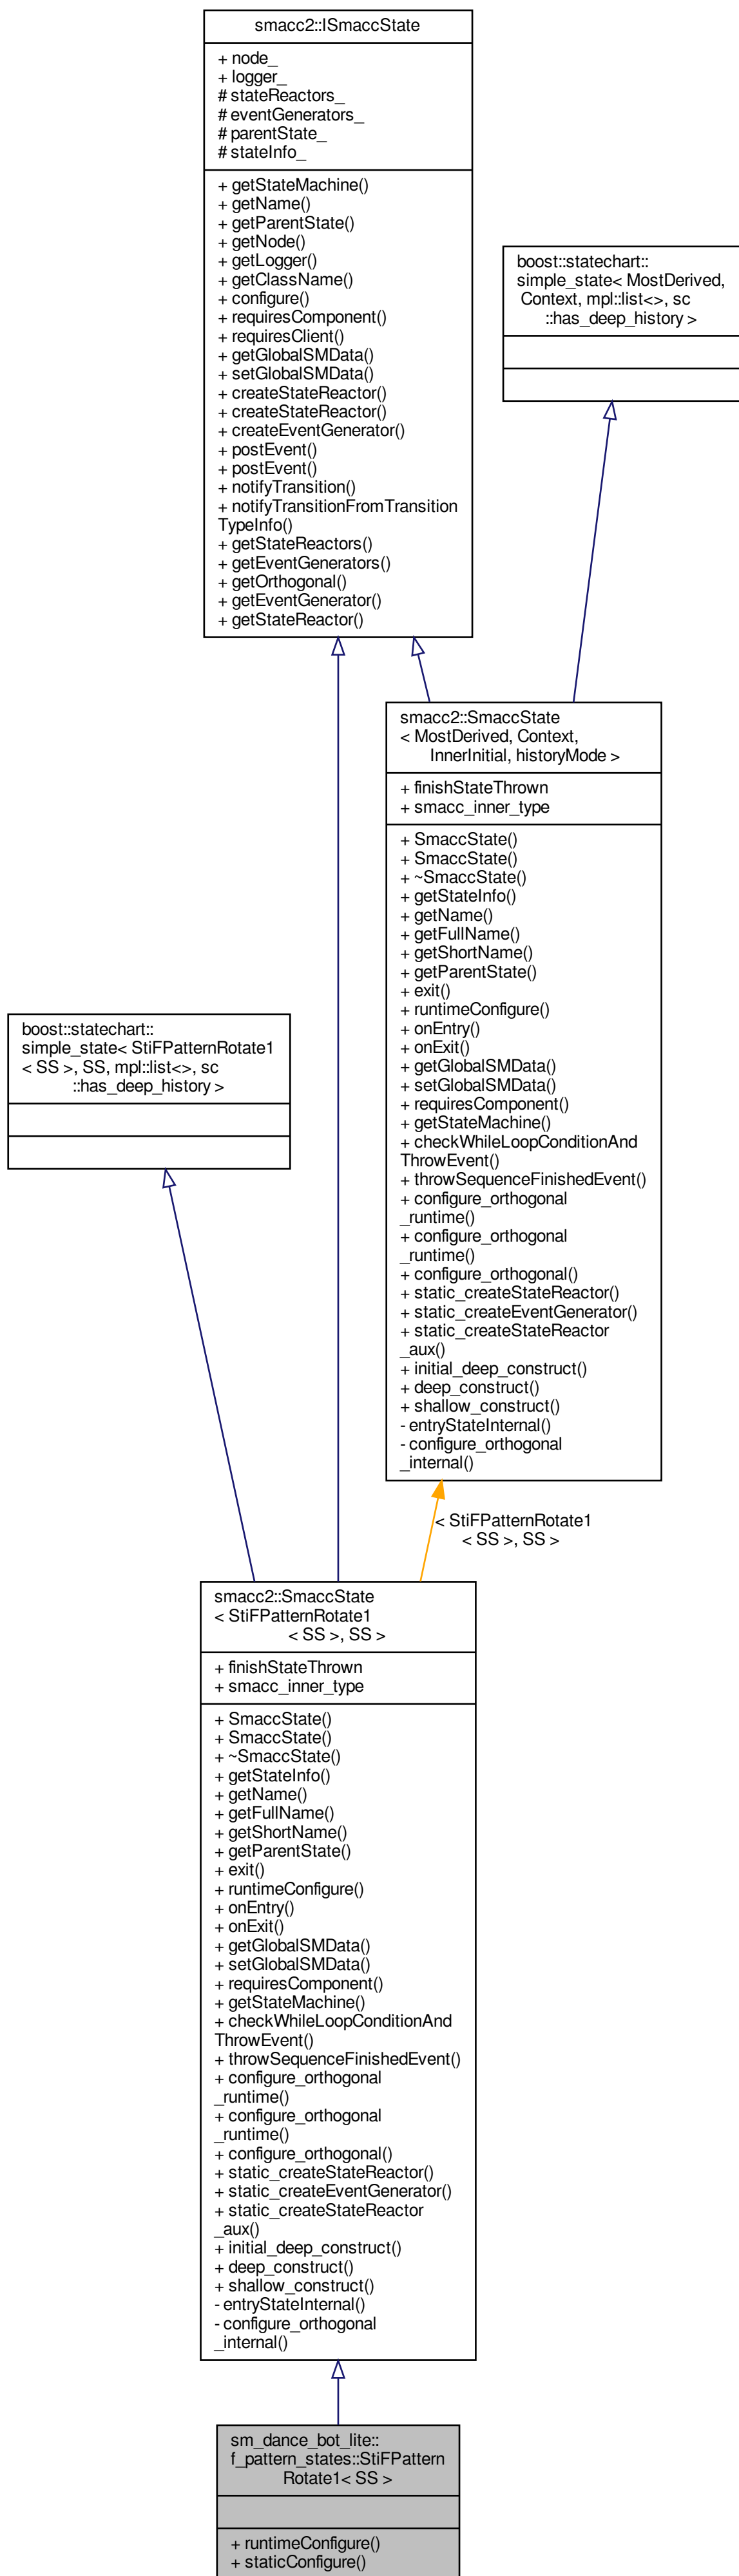 smacc2::ISmaccState
+ node_
+ logger_
# stateReactors_
# eventGenerators_
# parentState_
# stateInfo_
+ getStateMachine()
+ getName()
+ getParentState()
+ getNode()
+ getLogger()
+ getClassName()
+ configure()
+ requiresComponent()
+ requiresClient()
+ getGlobalSMData()
+ setGlobalSMData()
+ createStateReactor()
+ createStateReactor()
+ createEventGenerator()
+ postEvent()
+ postEvent()
+ notifyTransition()
+ notifyTransitionFromTransition
TypeInfo()
+ getStateReactors()
+ getEventGenerators()
+ getOrthogonal()
+ getEventGenerator()
+ getStateReactor()
boost::statechart::
simple_state< MostDerived,
Context, mpl::list<>, sc
::has_deep_history >
smacc2::SmaccState
< MostDerived, Context,
InnerInitial, historyMode >
+ finishStateThrown
+ smacc_inner_type
+ SmaccState()
+ SmaccState()
+ ~SmaccState()
+ getStateInfo()
+ getName()
+ getFullName()
+ getShortName()
+ getParentState()
+ exit()
+ runtimeConfigure()
+ onEntry()
+ onExit()
+ getGlobalSMData()
+ setGlobalSMData()
+ requiresComponent()
+ getStateMachine()
+ checkWhileLoopConditionAnd
ThrowEvent()
+ throwSequenceFinishedEvent()
+ configure_orthogonal
_runtime()
+ configure_orthogonal
_runtime()
+ configure_orthogonal()
+ static_createStateReactor()
+ static_createEventGenerator()
+ static_createStateReactor
_aux()
+ initial_deep_construct()
+ deep_construct()
+ shallow_construct()
- entryStateInternal()
- configure_orthogonal
_internal()
boost::statechart::
simple_state< StiFPatternRotate1
< SS >, SS, mpl::list<>, sc
::has_deep_history >
< StiFPatternRotate1
< SS >, SS >
smacc2::SmaccState
< StiFPatternRotate1
< SS >, SS >
+ finishStateThrown
+ smacc_inner_type
+ SmaccState()
+ SmaccState()
+ ~SmaccState()
+ getStateInfo()
+ getName()
+ getFullName()
+ getShortName()
+ getParentState()
+ exit()
+ runtimeConfigure()
+ onEntry()
+ onExit()
+ getGlobalSMData()
+ setGlobalSMData()
+ requiresComponent()
+ getStateMachine()
+ checkWhileLoopConditionAnd
ThrowEvent()
+ throwSequenceFinishedEvent()
+ configure_orthogonal
_runtime()
+ configure_orthogonal
_runtime()
+ configure_orthogonal()
+ static_createStateReactor()
+ static_createEventGenerator()
+ static_createStateReactor
_aux()
+ initial_deep_construct()
+ deep_construct()
+ shallow_construct()
- entryStateInternal()
- configure_orthogonal
_internal()
sm_dance_bot_lite::
f_pattern_states::StiFPattern
Rotate1< SS >
+ runtimeConfigure()
+ staticConfigure()